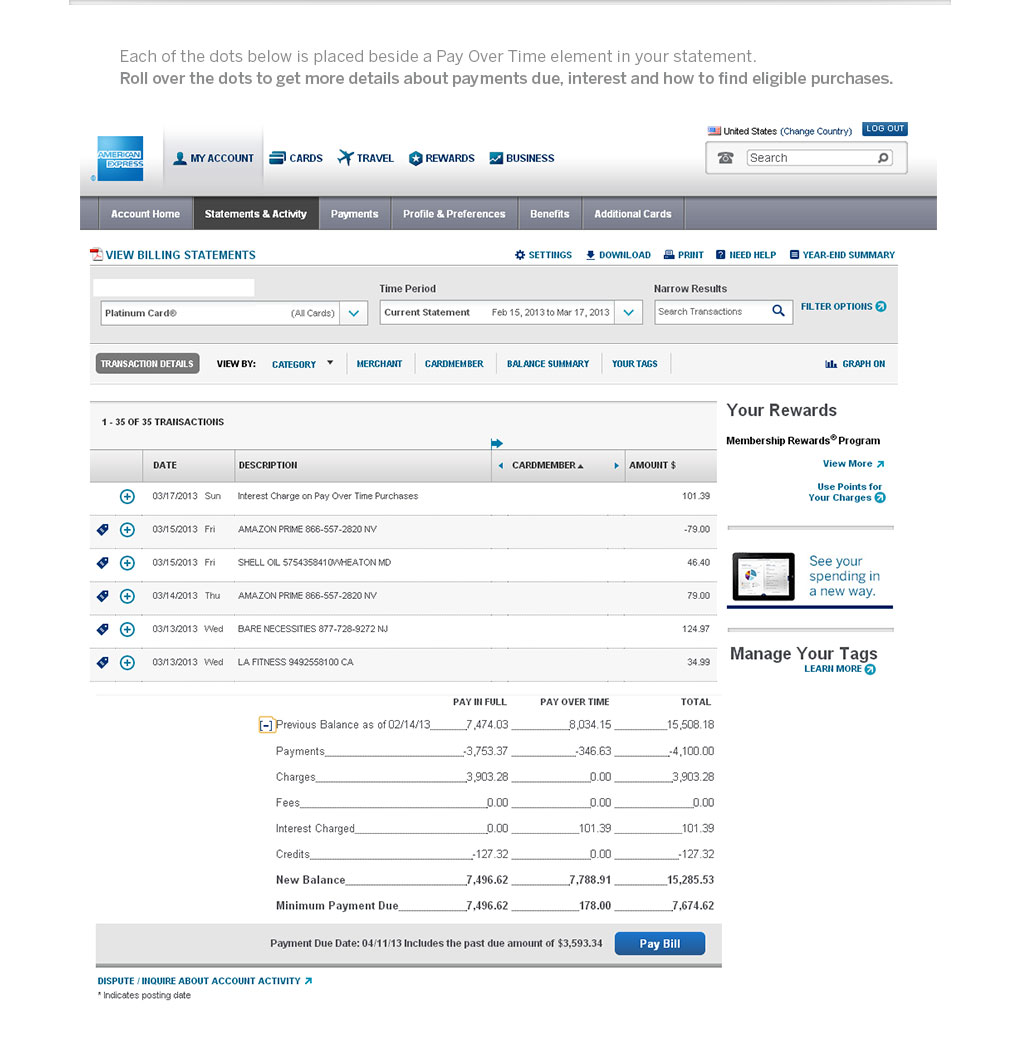 Each of the dots below is placed beside a Pay Over Time element in your statement.
Roll over the dots to get more details about payments due, interest and how to find eligible purchases.
United States (Change Country) LOG OUT
AMERICAN EXPRESS
®
MY ACCOUNT CARDS TRAVEL REWARDS BUSINESS
Search
Account Home Statements & Activity Payments Profile & Preferences Benefits Additional Cards
VIEW BILLING STATEMENTS SETTINGS DOWNLOAD PRINT NEED HELP YEAR-END SUMMARY
Time Period Narrow Results
Platinum Card® (All Cards) Current Statement Feb 15, 2013 to Mar 17, 2013 Search Transactions FILTER OPTIONS
TRANSACTION DETAILS VIEW BY: CATEGORY MERCHANT CARDMEMBER BALANCE SUMMARY YOUR TAGS GRAPH ON
1 - 35 OF 35 TRANSACTIONS
DATE DESCRIPTION CARDMEMBER AMOUNT $
03/17/2013 Sun Interest Charge on Pay Over Time Purchases 101.39
03/15/2013 Fri AMAZON PRIME 866-557-2820 NV -79.00
03/15/2013 Fri SHELL OIL 5754358410WHEATON MD 46.40
03/14/2013 Thu AMAZON PRIME 866-557-2820 NV 79.00
03/13/2013 Wed BARE NECESSITIES 877-728-9272 NJ 124.97
03/13/2013 Wed LA FITNESS 9492558100 CA 34.99
Your Rewards
Membership Rewards® Program
View More
Use Points for
Your Charges
See your
spending in
a new way.
Manage Your Tags
LEARN MORE
PAY IN FULL PAY OVER TIME TOTAL
[-] Previous Balance as of 02/14/13 7,474.03 8,034.15 15,508.18
Payments -3,753.37 -346.63 -4,100.00
Charges 3,903.28 0.00 3,903.28
Fees 0.00 0.00 0.00
Interest Charged 0.00 101.39 101.39
Credits -127.32 0.00 -127.32
New Balance 7,496.62 7,788.91 15,285.53
Minimum Payment Due 7,496.62 178.00 7,674.62
Payment Due Date: 04/11/13 Includes the past due amount of $3,593.34 Pay Bill
DISPUTE / INQUIRE ABOUT ACCOUNT ACTIVITY
* Indicates posting date